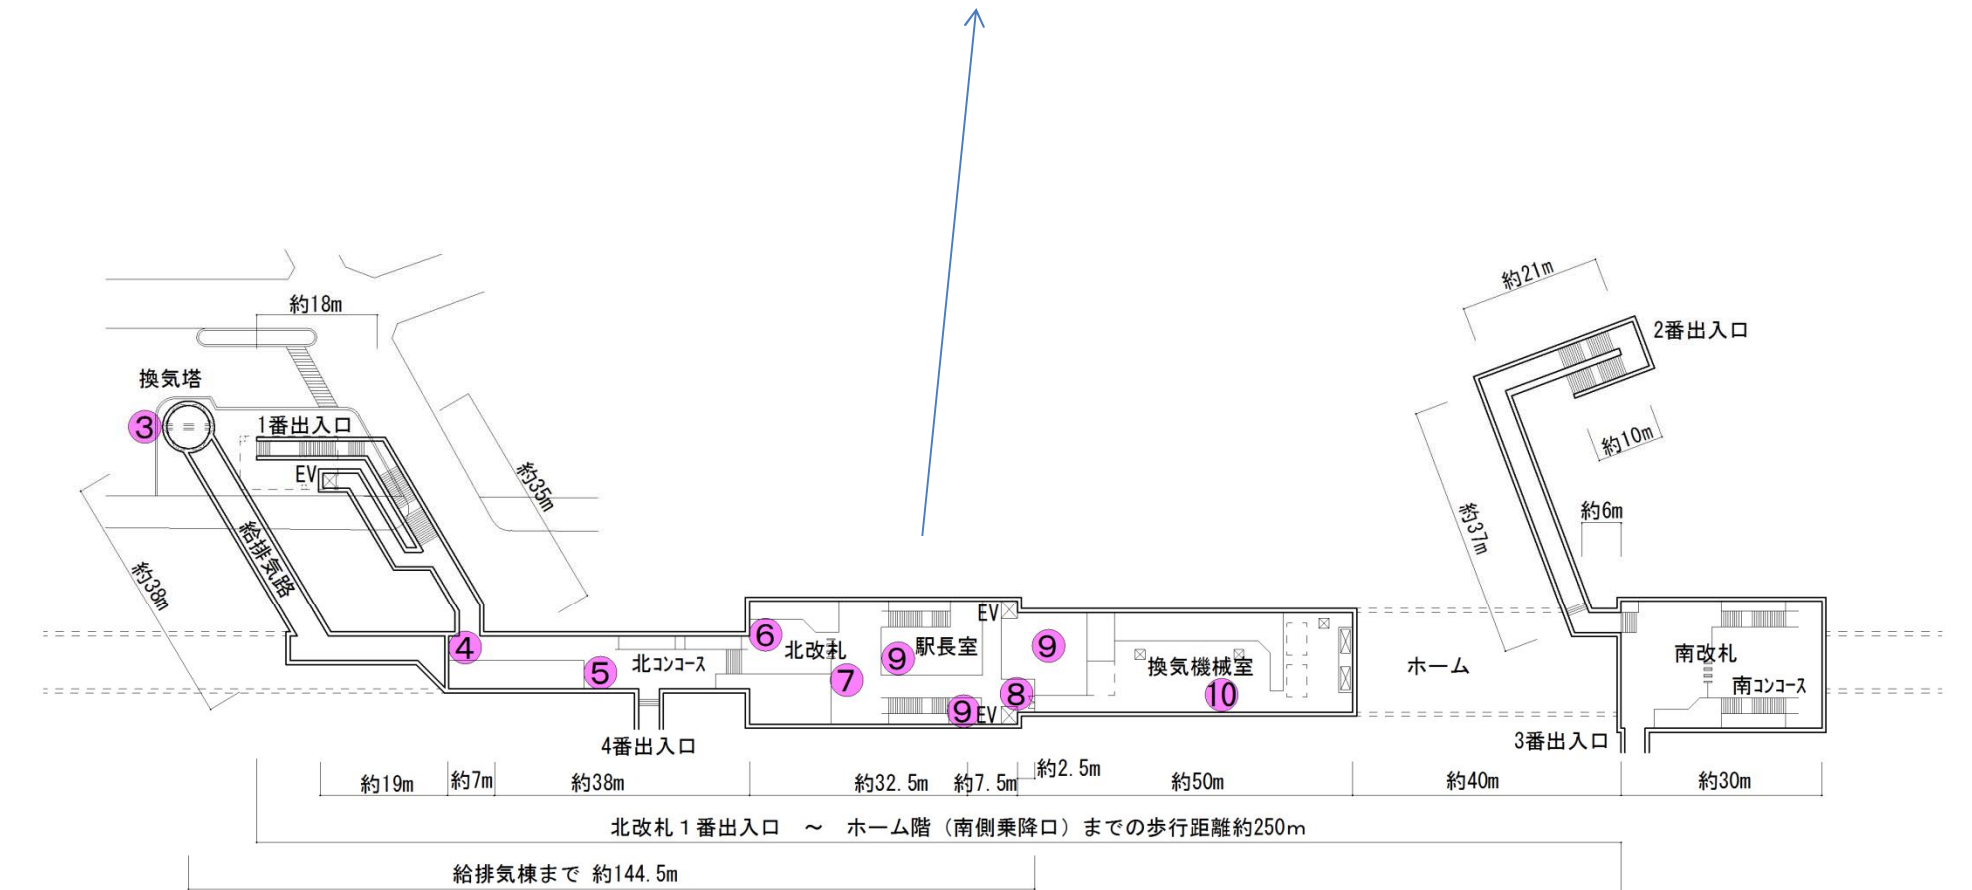 約21m
約18m
2番出入口
換気塔
1番出入口
③
約10m
EV
約35m
約37m
約6m
給排気路
約38m
EV
④
⑥
⑤
北ｺﾝｺｰｽ
北改札
⑦
⑨
駅長室
⑨
⑧
⑨
EV
換気機械室
⑩
ホーム
南改札
南ｺﾝｺｰｽ
4番出入口
3番出入口
約19m
約7m
約38m
約32.5m
約7.5m
約2.5m
約50m
約40m
約30m
北改札１番出入口　～　ホーム階（南側乗降口）までの歩行距離約250ｍ
給排気棟まで 約144.5m